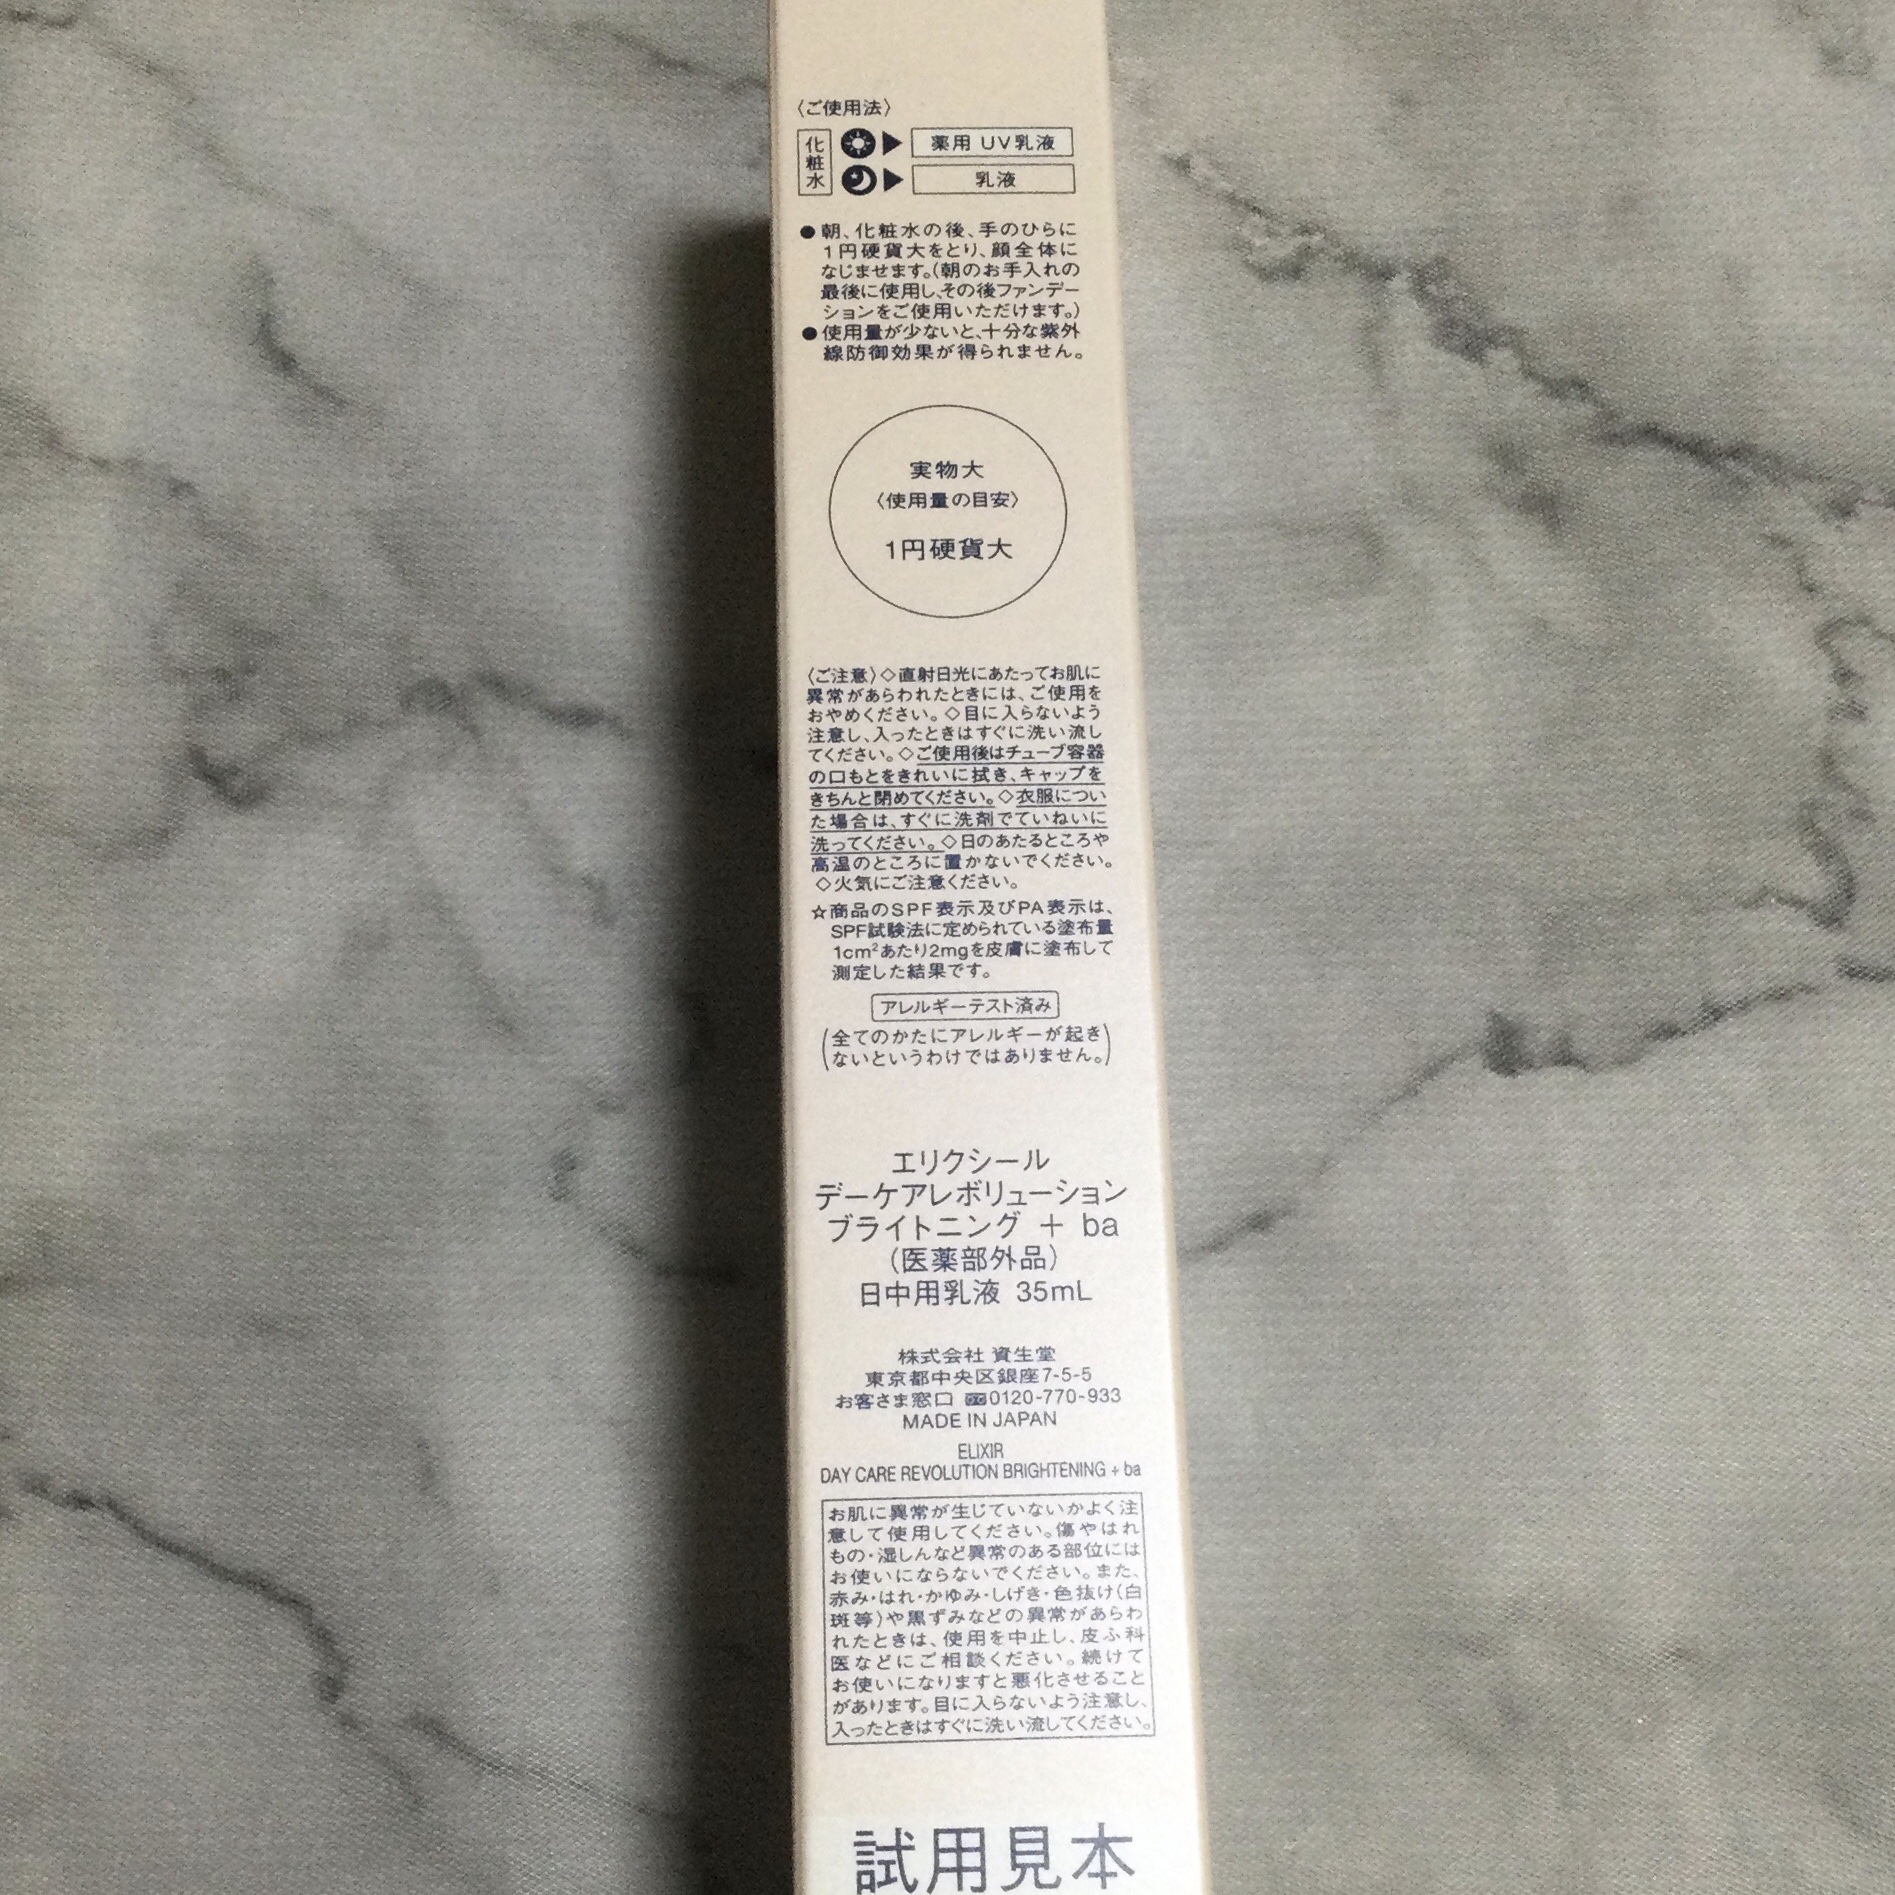 〈ご使用法〉
化粧水
薬用 UV乳液
乳液
●朝、化粧水の後、手のひらに
1円硬貨大をとり、顔全体に
なじませます。(朝のお手入れの
最後に使用し、その後ファンデー
ションをご使用いただけます。)
●使用量が少ないと、十分な紫外
線防御効果が得られません。
実物大
〈使用量の目安〉
1円硬貨大
〈ご注意〉◇直射日光にあたってお肌に
異常があらわれたときには、ご使用を
おやめください。◇目に入らないよう
注意し、入ったときはすぐに洗い流し
てください。◇ご使用後はチューブ容器
の口もとをきれいに拭き、キャップを
きちんと閉めてください。◇衣服につい
た場合は、すぐに洗剤でていねいに
洗ってください。◇日のあたるところや
高温のところに置かないでください。
◇火気にご注意ください。
☆商品のSPF表示及びPA表示は、
SPF試験法に定められている塗布量
1cm²あたり2mgを皮膚に塗布して
測定した結果です。
アレルギーテスト済み
(全てのかたにアレルギーが起き
ないというわけではありません。)
エリクシール
デーケアレボリューション
ブライトニング + ba
(医薬部外品)
日中用乳液 35mL
株式会社 資生堂
東京都中央区銀座7-5-5
お客さま窓口 0120-770-933
MADE IN JAPAN
ELIXIR
DAY CARE REVOLUTION BRIGHTENING + ba
お肌に異常が生じていないかよく注
意して使用してください。傷やはれ
もの・湿しんなど異常のある部位には
お使いにならないでください。また、
赤み・はれ・かゆみ・しげき・色抜け(白
斑等)や黒ずみなどの異常があらわ
れたときは、使用を中止し、皮ふ科
医などにご相談ください。続けて
お使いになりますと悪化させること
があります。目に入らないよう注意し、
入ったときはすぐに洗い流してください。
試用見本